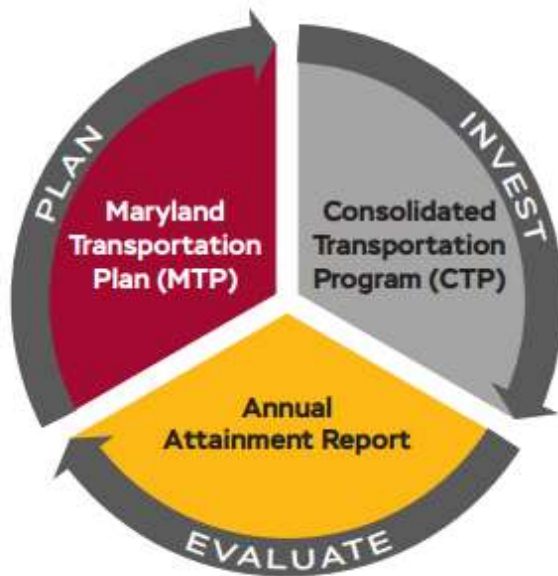 PLAN
Maryland
Transportation
Plan (MTP)
INVEST
Consolidated
Transportation
Program (CTP)
Annual
Attainment Report
EVALUATE